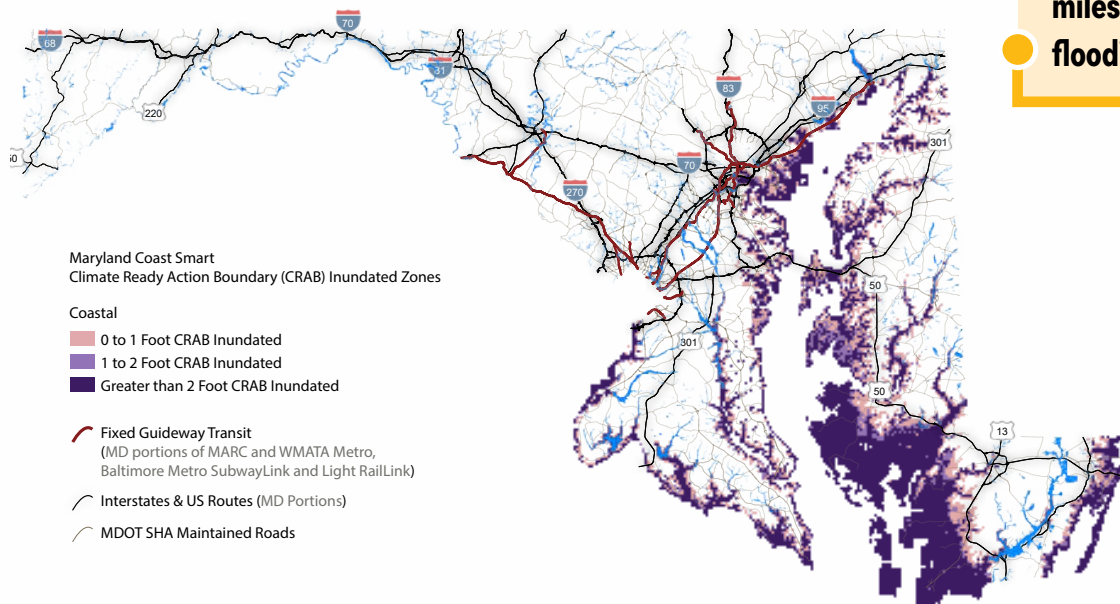 miles
flood
70
68
81
83
95
220
50
301
70
270
Maryland Coast Smart
Climate Ready Action Boundary (CRAB) Inundated Zones
50
Coastal
0 to 1 Foot CRAB Inundated
301
1 to 2 Foot CRAB Inundated
Greater than 2 Foot CRAB Inundated
50
Fixed Guideway Transit
13
(MD portions of MARC and WMATA Metro,
Baltimore Metro SubwayLink and Light RailLink)
Interstates & US Routes (MD Portions)
MDOT SHA Maintained Roads